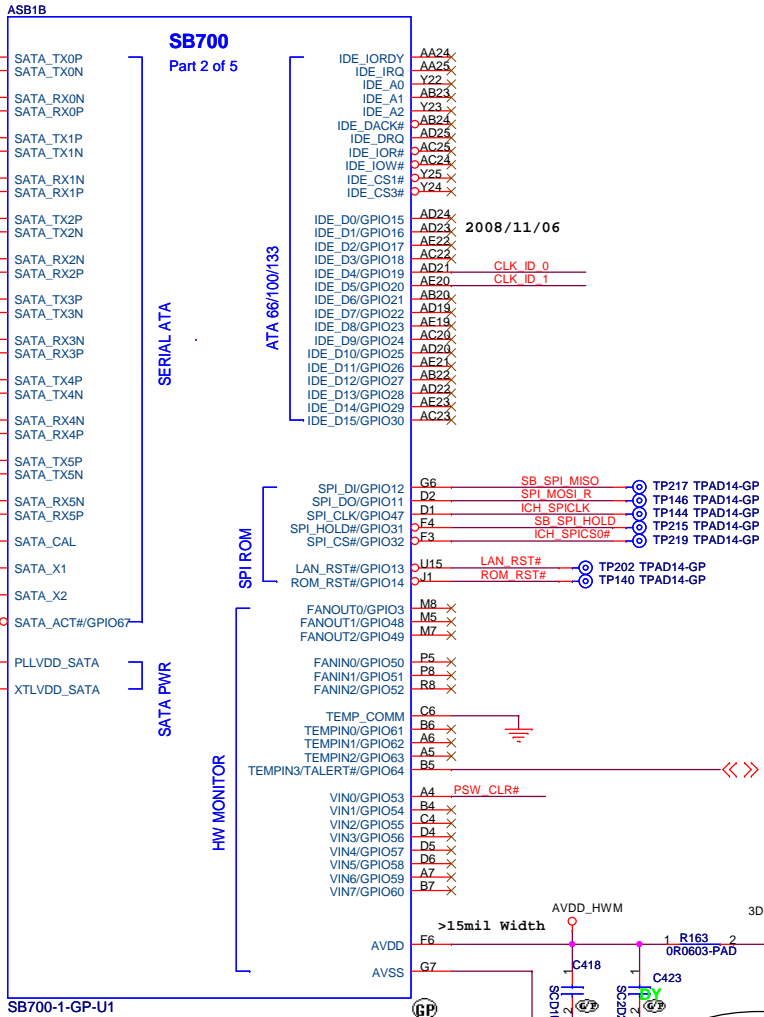 ASB1B
SB700
Part 2 of 5
SATA_TX0P
SATA_TX0N
SATA_RX0N
SATA_RX0P
SATA_TX1P
SATA_TX1N
SATA_RX1N
SATA_RX1P
SATA_TX2P
SATA_TX2N
SATA_RX2N
SATA_RX2P
SATA_TX3P
SATA_TX3N
SATA_RX3N
SATA_RX3P
SATA_TX4P
SATA_TX4N
SATA_RX4N
SATA_RX4P
SATA_TX5P
SATA_TX5N
SATA_RX5N
SATA_RX5P
SATA_CAL
SATA_X1
SATA_X2
SATA_ACT#/GPIO67
PLLVDD_SATA
XTLVDD_SATA
SERIAL ATA
SATA PWR
ATA 66/100/133
SPI ROM
HW MONITOR
IDE_IORDY AA24
IDE_IRQ AA25
IDE_A0 Y22
IDE_A1 AB23
IDE_A2 Y23
IDE_DACK# AB24
IDE_DRQ AD25
IDE_IOR# AC25
IDE_IOW# AC24
IDE_CS1# Y25
IDE_CS3# Y24
IDE_D0/GPIO15 AD24
IDE_D1/GPIO16 AD23 2008/11/06
IDE_D2/GPIO17 AE22
IDE_D3/GPIO18 AC22
IDE_D4/GPIO19 AD21 CLK_ID_0
IDE_D5/GPIO20 AE20 CLK_ID_1
IDE_D6/GPIO21 AB20
IDE_D7/GPIO22 AD19
IDE_D8/GPIO23 AE19
IDE_D9/GPIO24 AC20
IDE_D10/GPIO25 AD20
IDE_D11/GPIO26 AE21
IDE_D12/GPIO27 AB22
IDE_D13/GPIO28 AD22
IDE_D14/GPIO29 AE23
IDE_D15/GPIO30 AC23
SPI_DI/GPIO12 G6 SB_SPI_MISO TP217 TPAD14-GP
SPI_DO/GPIO11 D2 SPI_MOSI_R TP146 TPAD14-GP
SPI_CLK/GPIO47 D1 ICH_SPICLK TP144 TPAD14-GP
SPI_HOLD#/GPIO31 F4 SB_SPI_HOLD TP215 TPAD14-GP
SPI_CS#/GPIO32 F3 ICH_SPICS0# TP219 TPAD14-GP
LAN_RST#/GPIO13 U15 LAN_RST# TP202 TPAD14-GP
ROM_RST#/GPIO14 J1 ROM_RST# TP140 TPAD14-GP
FANOUT0/GPIO3 M8
FANOUT1/GPIO48 M5
FANOUT2/GPIO49 M7
FANIN0/GPIO50 P5
FANIN1/GPIO51 P8
FANIN2/GPIO52 R8
TEMP_COMM C6
TEMPIN0/GPIO61 B6
TEMPIN1/GPIO62 A6
TEMPIN2/GPIO63 A5
TEMPIN3/TALERT#/GPIO64 B5
VIN0/GPIO53 A4 PSW_CLR#
VIN1/GPIO54 B4
VIN2/GPIO55 C4
VIN3/GPIO56 D4
VIN4/GPIO57 D5
VIN5/GPIO58 D6
VIN6/GPIO59 A7
VIN7/GPIO60 B7
AVDD_HWM
3D
>15mil Width
AVDD F6
1 R163 2
0R0603-PAD
AVSS G7
C418
C423
1
1
SCD1
SC2D
DY
2
2
G/P
G/P
SB700-1-GP-U1
GP